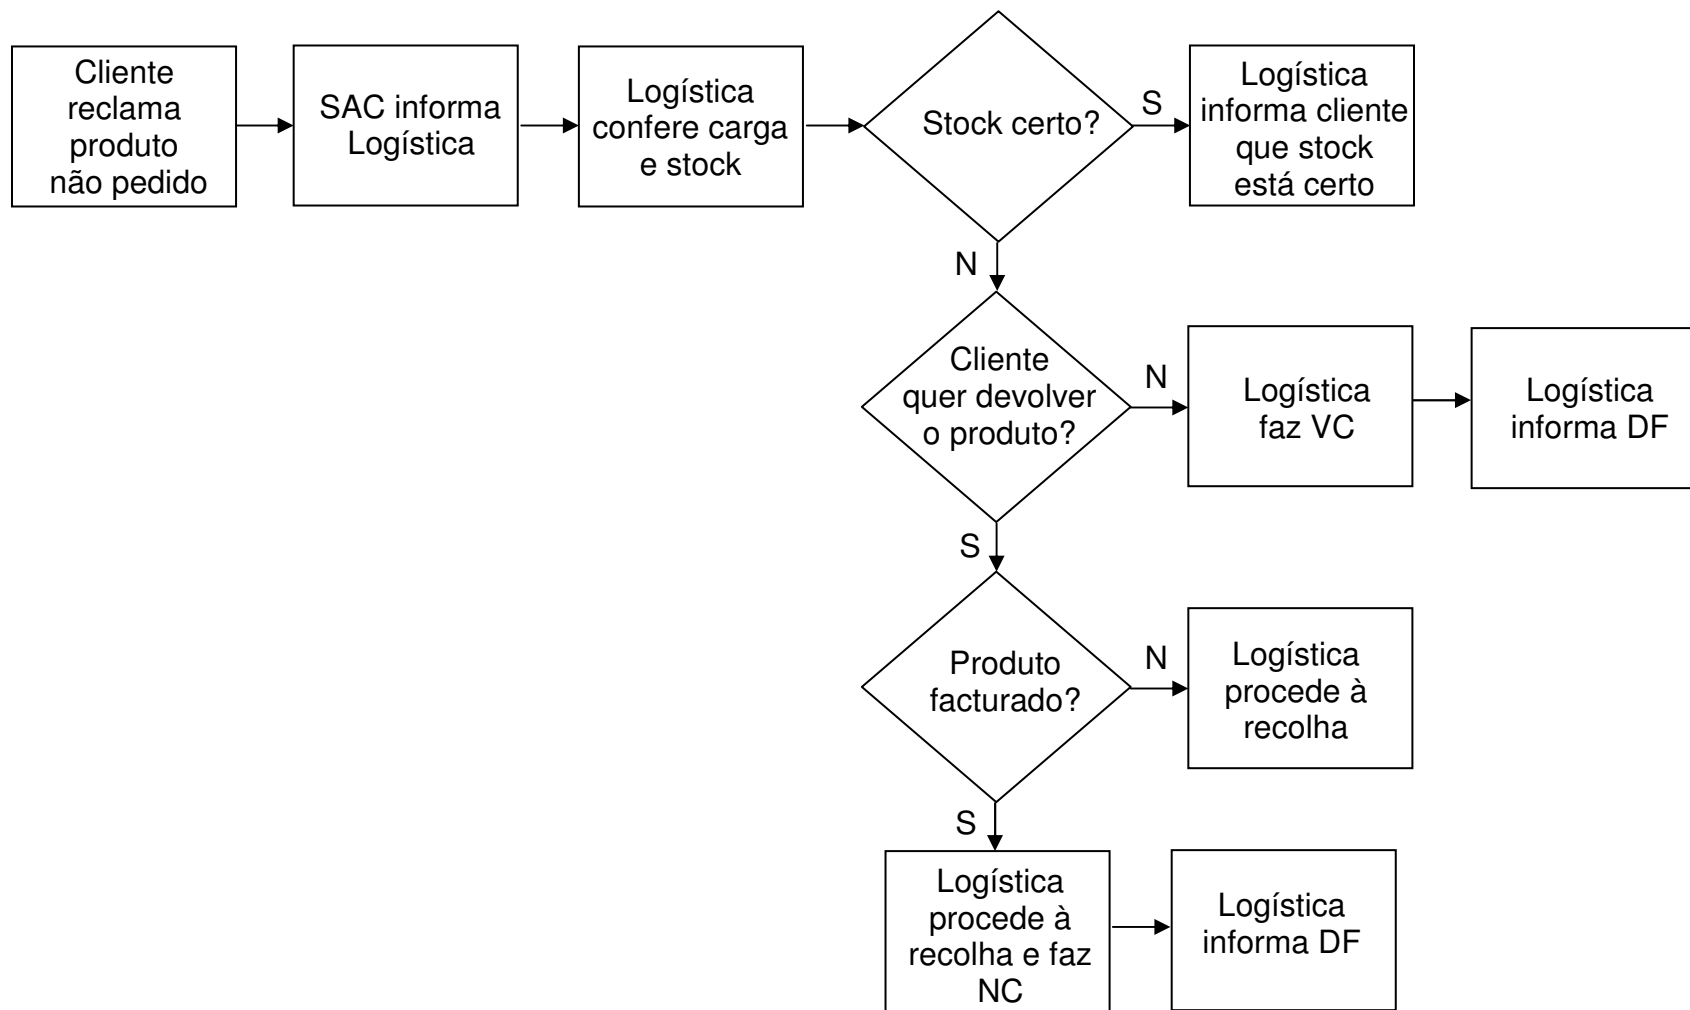 Cliente
reclama
produto
não pedido
SAC informa
Logística
Logística
confere carga
e stock
Stock certo?
S
Logística
informa cliente
que stock
está certo
N
Cliente
quer devolver
o produto?
N
Logística
faz VC
Logística
informa DF
S
Produto
facturado?
N
Logística
procede à
recolha
S
Logística
procede à
recolha e faz
NC
Logística
informa DF